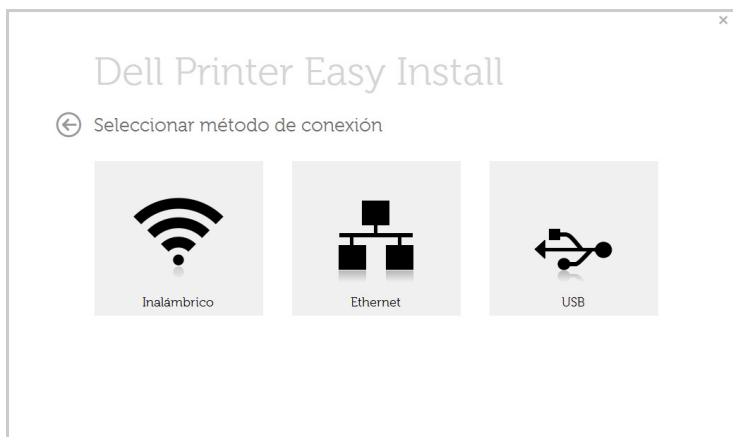 Dell Printer Easy Install
Seleccionar método de conexión
Inalámbrico
Ethernet
USB